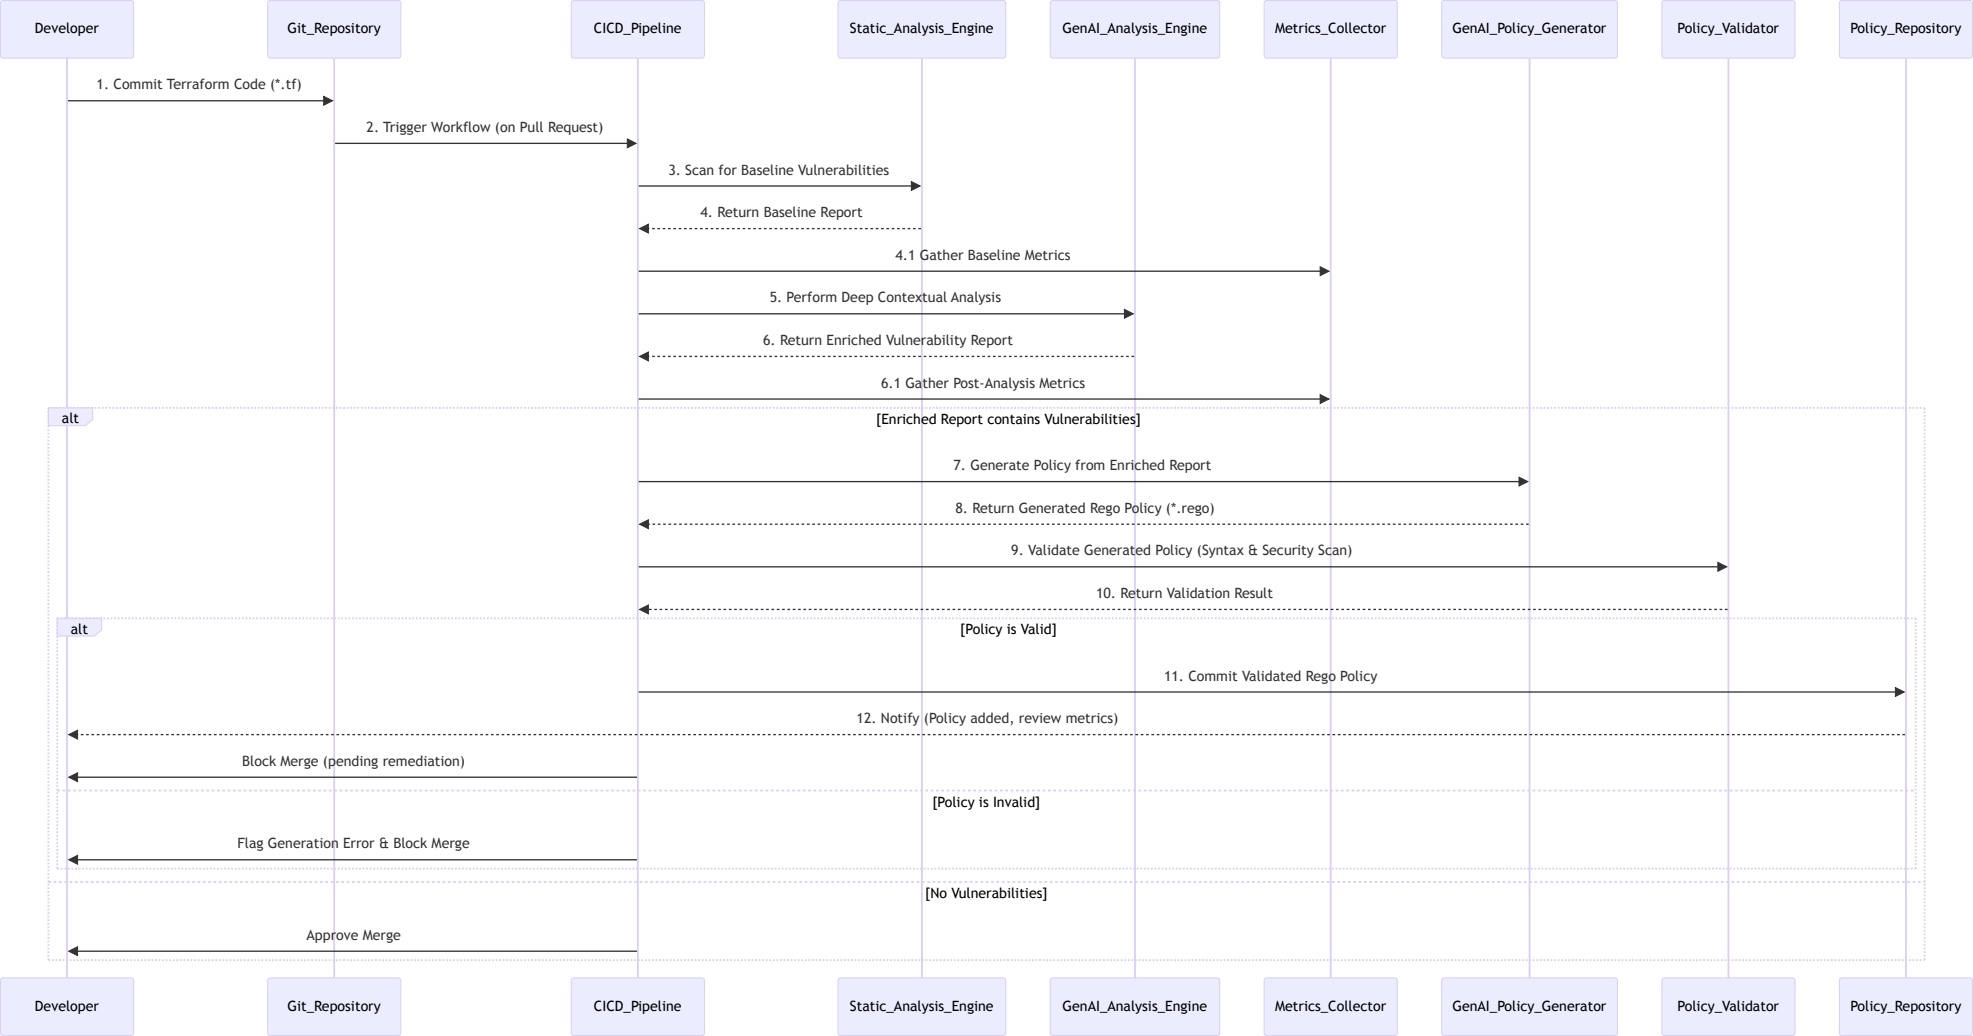 Developer
Git_Repository
CICD_Pipeline
Static_Analysis_Engine
GenAI_Analysis_Engine
Metrics_Collector
GenAI_Policy_Generator
Policy_Validator
Policy_Repository
1. Commit Terraform Code (*.tf)
2. Trigger Workflow (on Pull Request)
3. Scan for Baseline Vulnerabilities
4. Return Baseline Report
4.1 Gather Baseline Metrics
5. Perform Deep Contextual Analysis
6. Return Enriched Vulnerability Report
6.1 Gather Post-Analysis Metrics
alt
[Enriched Report contains Vulnerabilities]
7. Generate Policy from Enriched Report
8. Return Generated Rego Policy (*.rego)
9. Validate Generated Policy (Syntax & Security Scan)
10. Return Validation Result
alt
[Policy is Valid]
11. Commit Validated Rego Policy
12. Notify (Policy added, review metrics)
Block Merge (pending remediation)
[Policy is Invalid]
Flag Generation Error & Block Merge
[No Vulnerabilities]
Approve Merge
Developer
Git_Repository
CICD_Pipeline
Static_Analysis_Engine
GenAI_Analysis_Engine
Metrics_Collector
GenAI_Policy_Generator
Policy_Validator
Policy_Repository